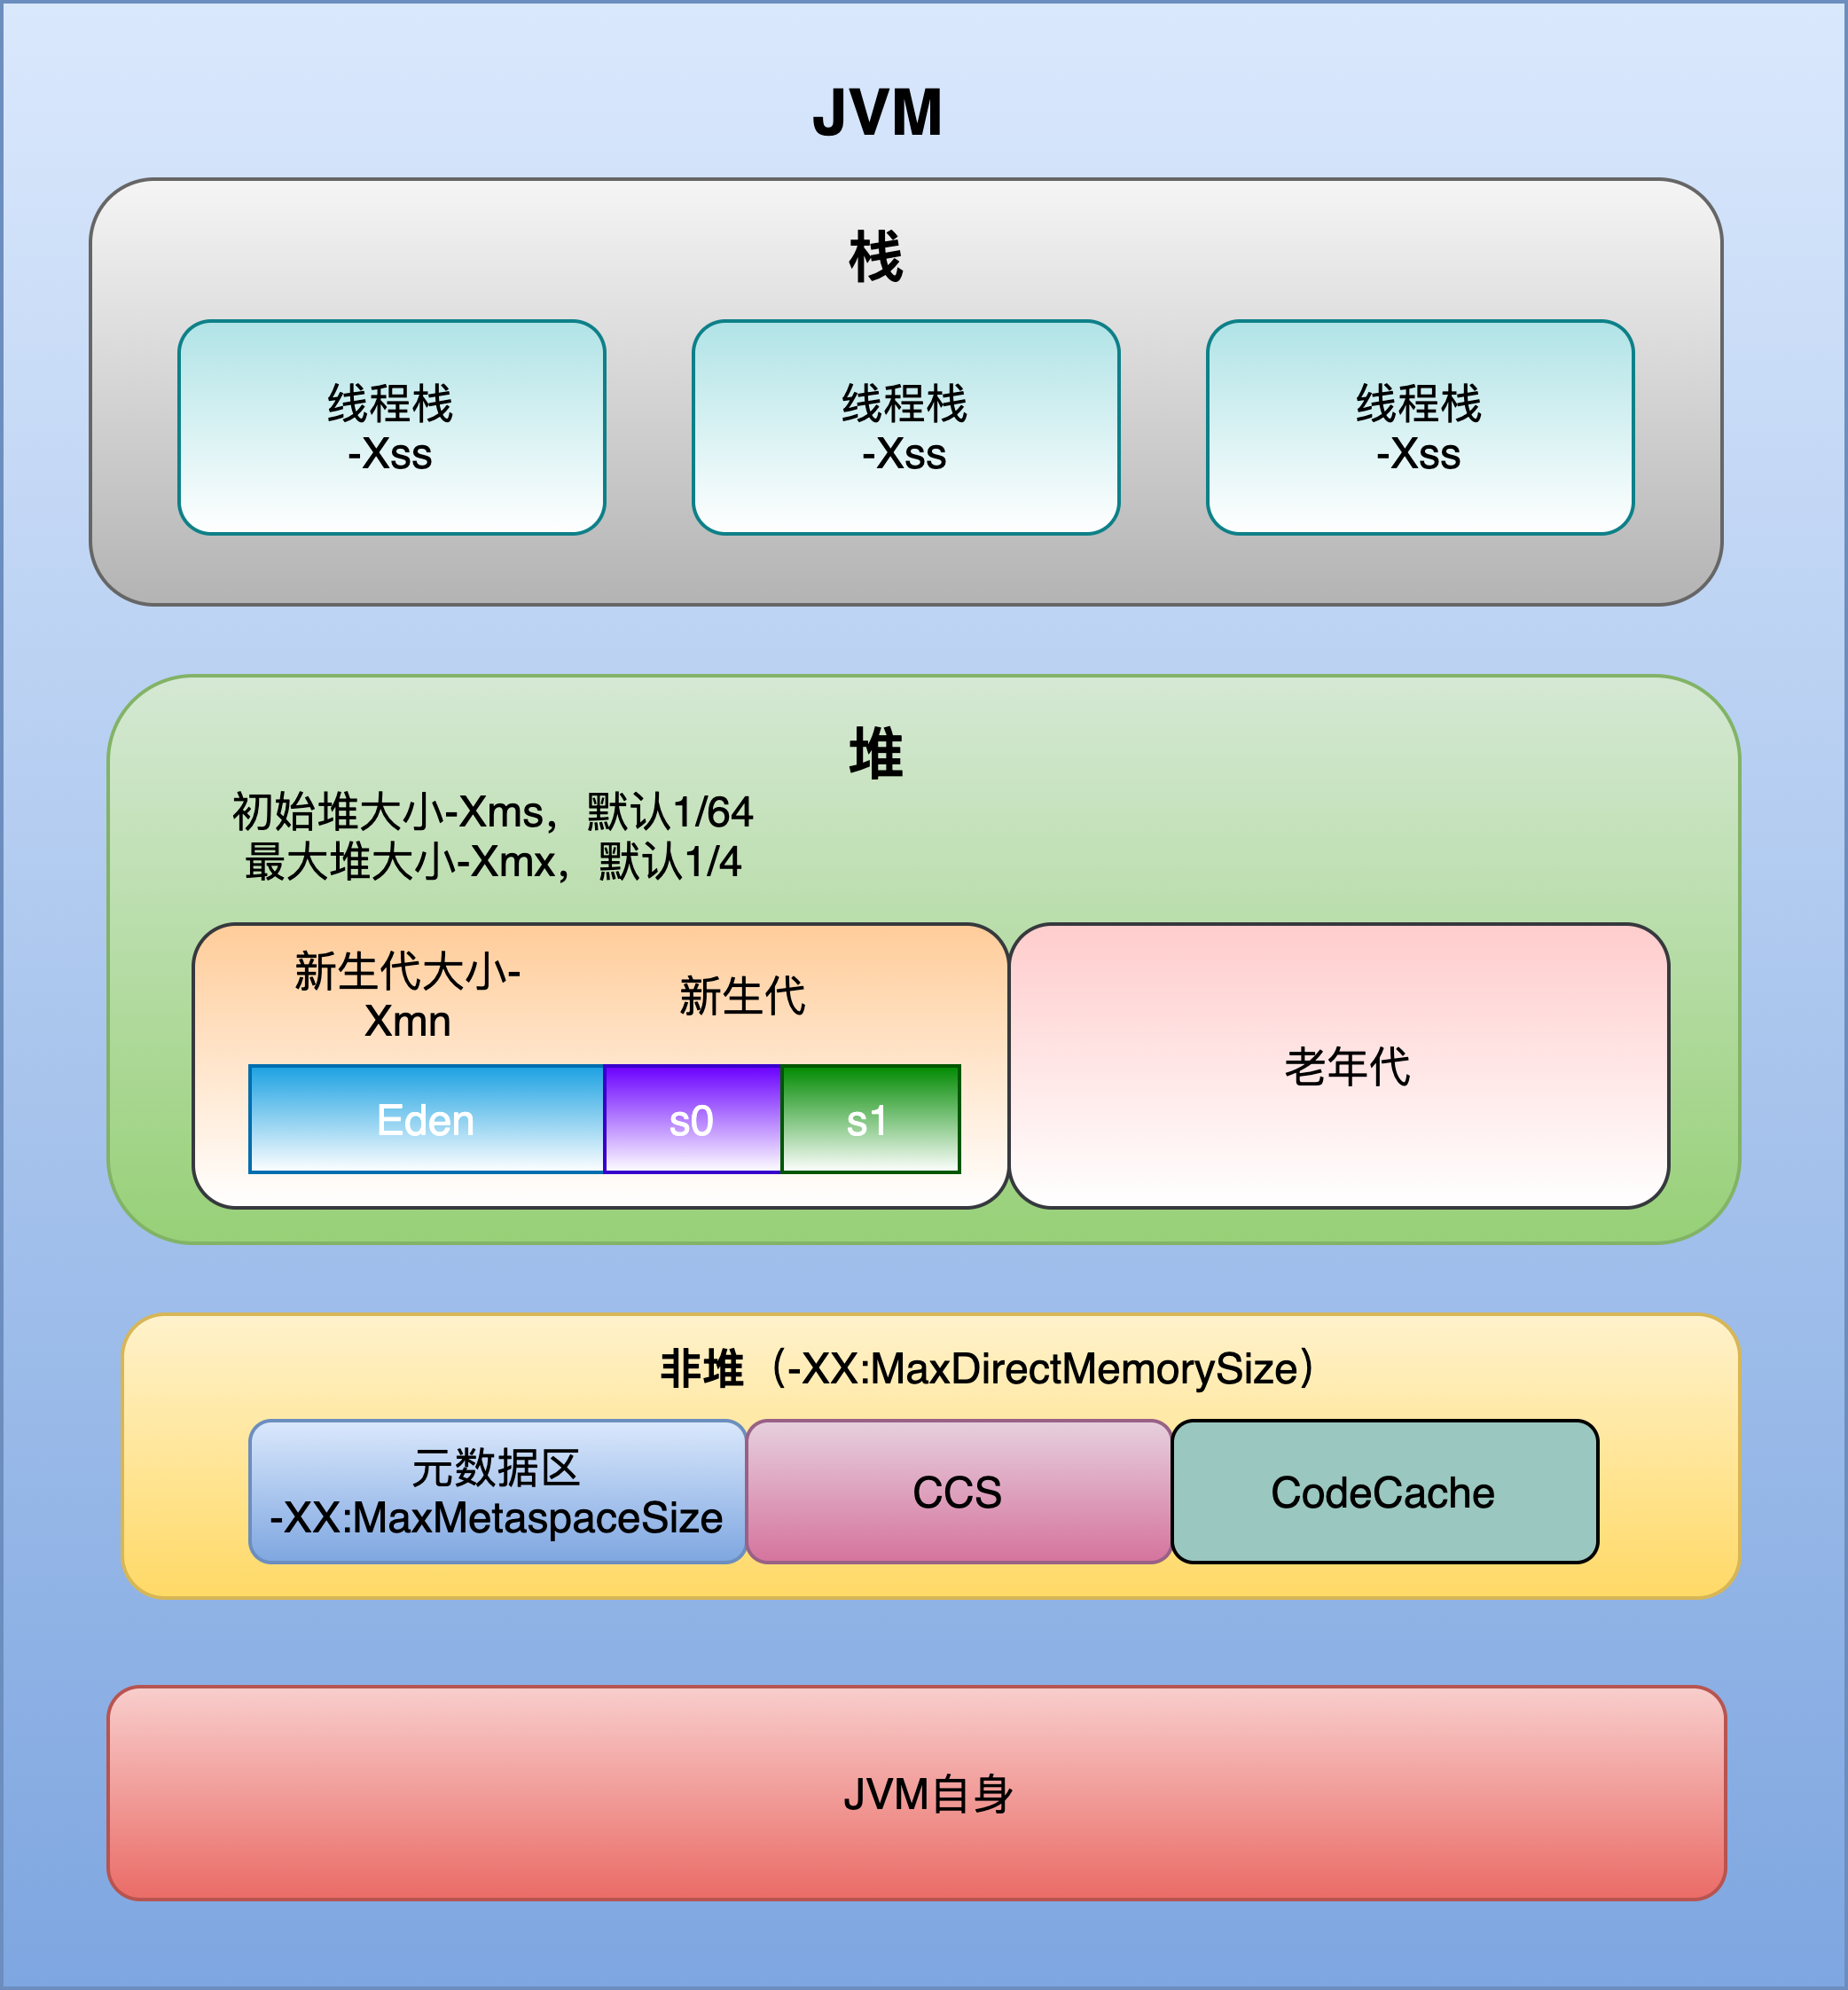 JVM
栈
线程栈
-Xss
线程栈
-Xss
线程栈
-Xss
堆
初始堆大小-Xms，默认1/64
最大堆大小-Xmx，默认1/4
新生代大小-
Xmn
新生代
Eden
s0
s1
老年代
非堆（-XX:MaxDirectMemorySize）
元数据区
-XX:MaxMetaspaceSize
CCS
CodeCache
JVM自身